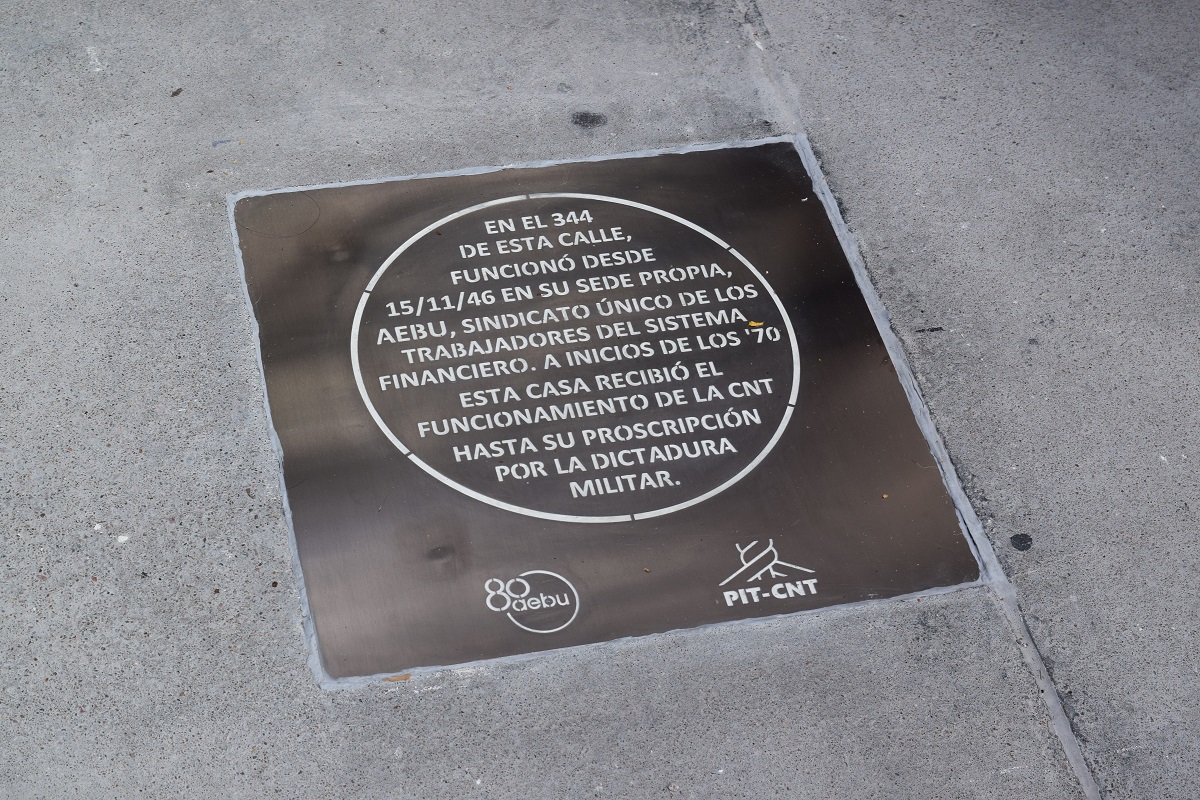 EN EL 344
DE ESTA CALLE,
FUNCIONÓ DESDE
15/11/46 EN SU SEDE PROPIA,
AEBU, SINDICATO ÚNICO DE LOS
TRABAJADORES DEL SISTEMA
FINANCIERO. A INICIOS DE LOS '70
ESTA CASA RECIBIÓ EL
FUNCIONAMIENTO DE LA CNT
HASTA SU PROSCRIPCIÓN
POR LA DICTADURA
MILITAR.
80 aebu
PIT-CNT